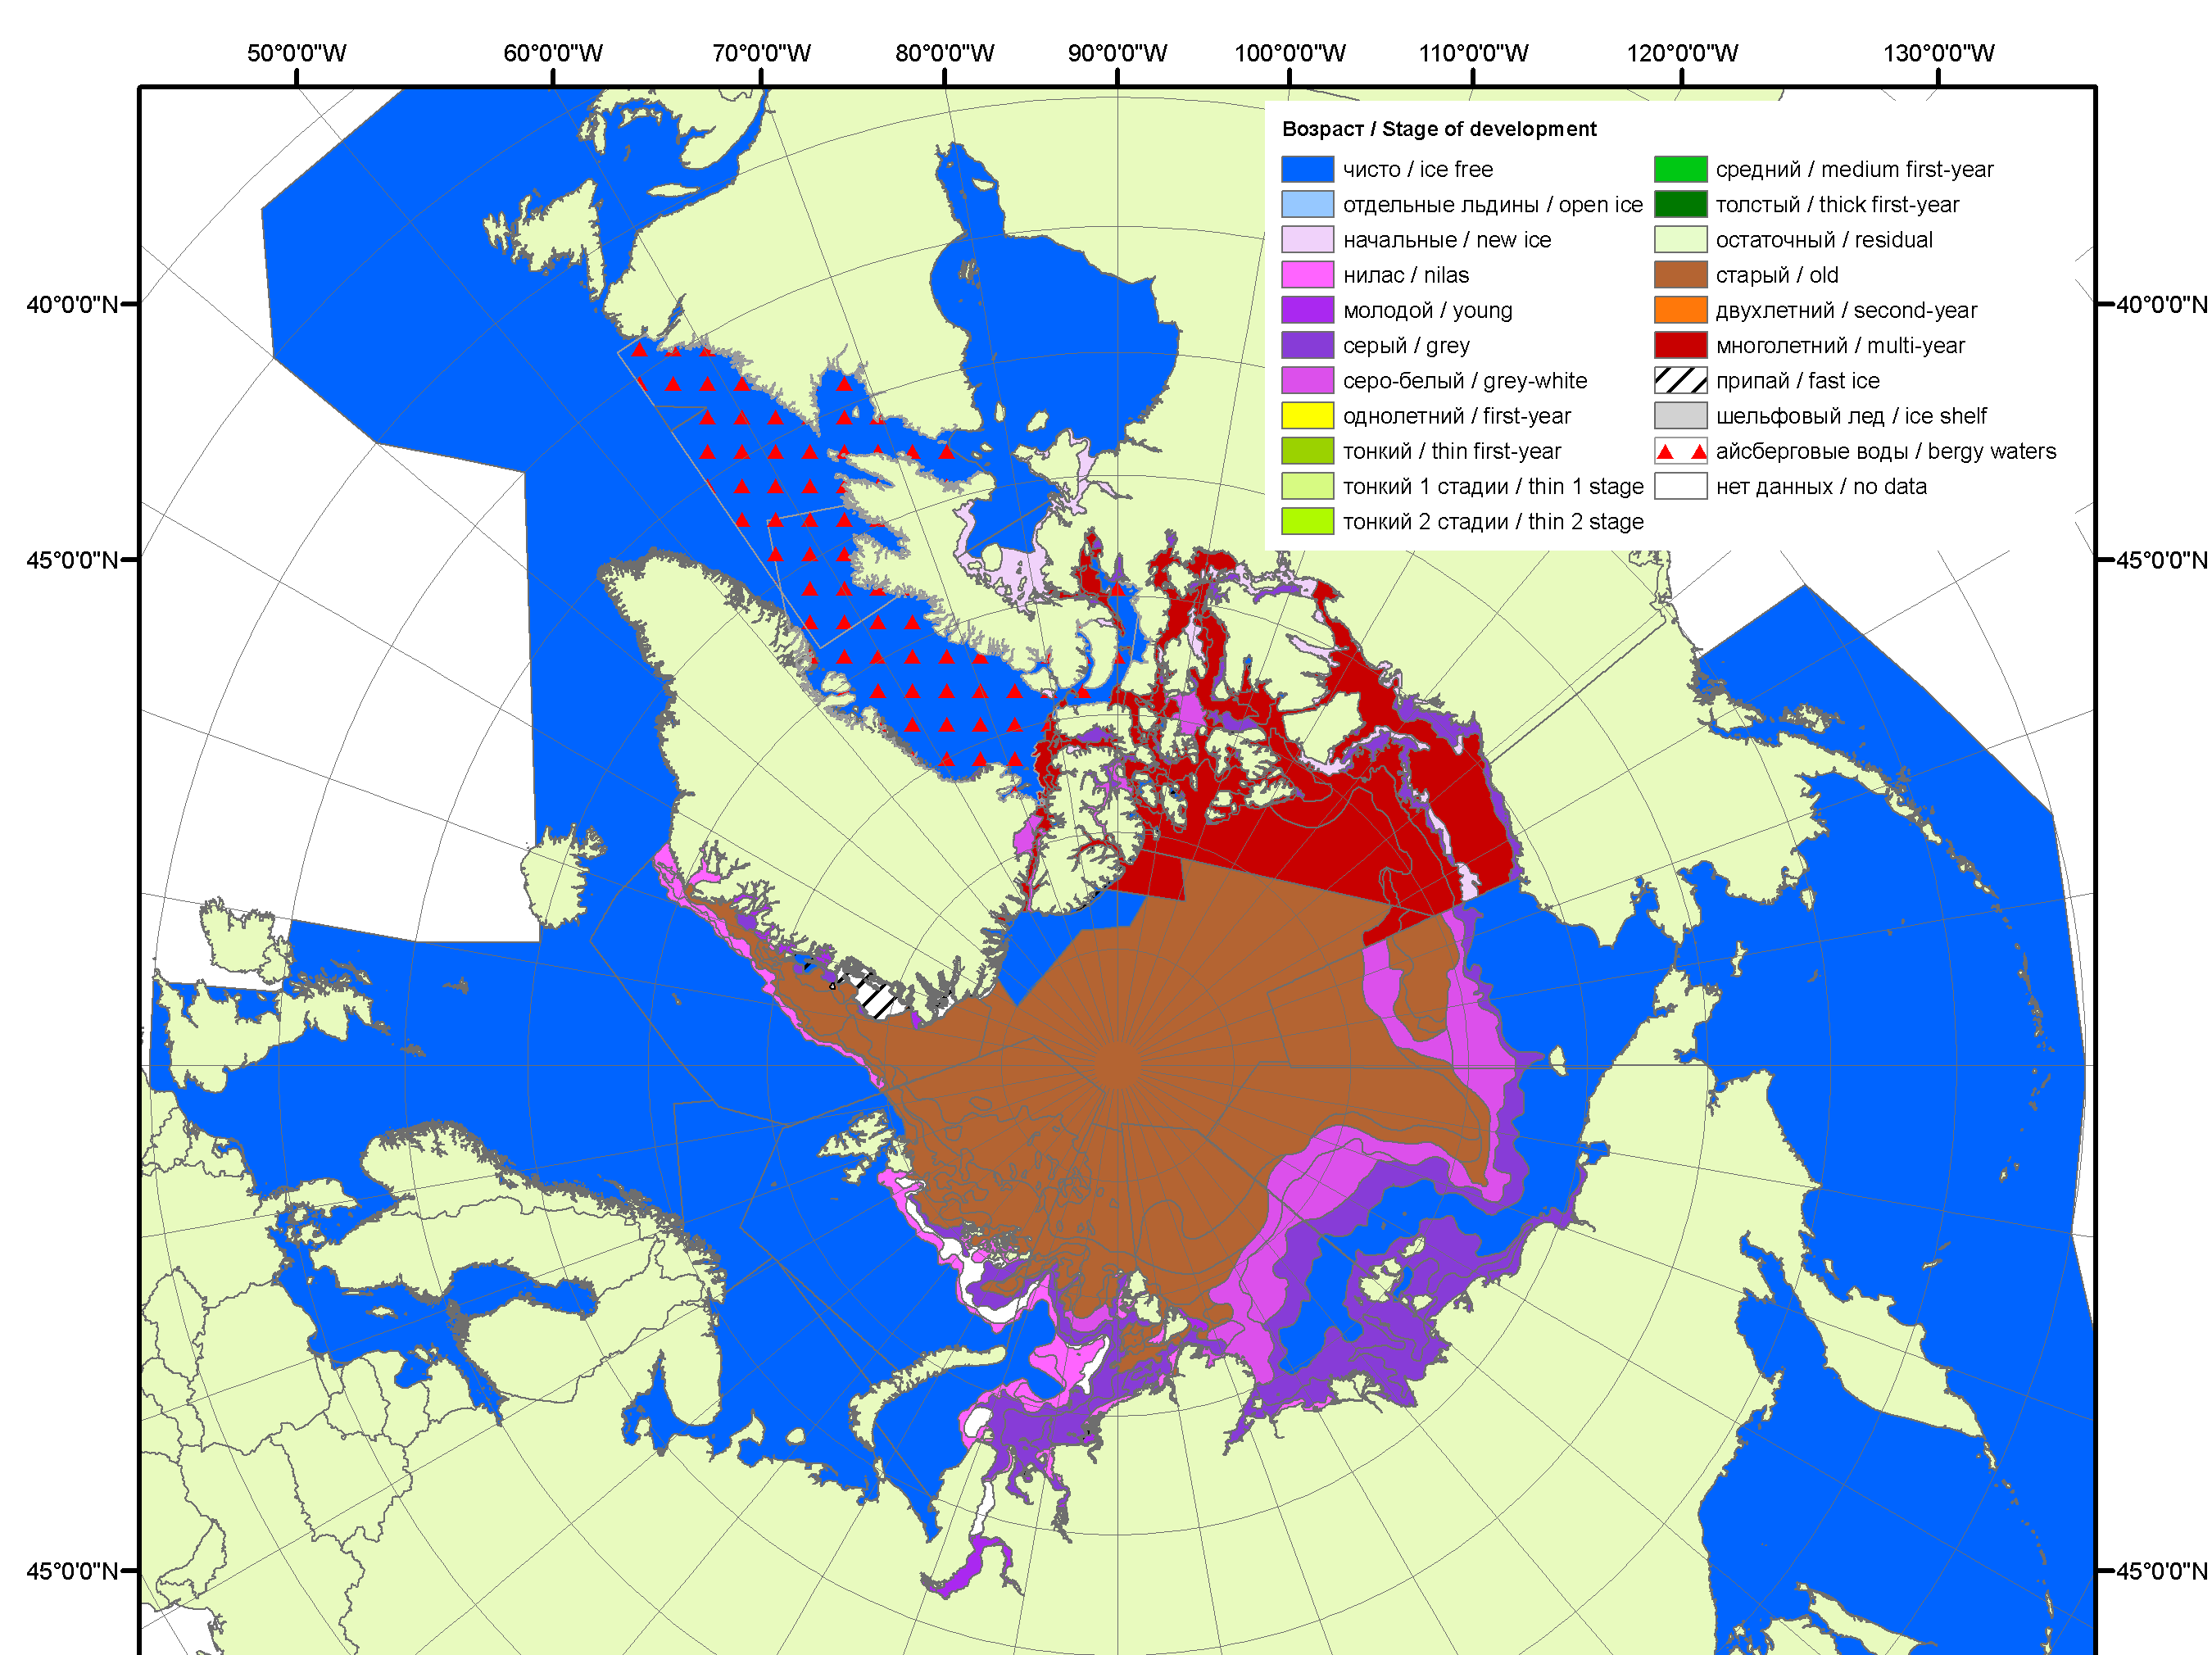 50°0'0"W 60°0'0"W 70°0'0"W 80°0'0"W 90°0'0"W 100°0'0"W 110°0'0"W 120°0'0"W 130°0'0"W
Возраст / Stage of development
чисто / ice free
отдельные льдины / open ice
начальные / new ice
нилас / nilas
молодой / young
серый / grey
серо-белый / grey-white
однолетний / first-year
тонкий / thin first-year
тонкий 1 стадии / thin 1 stage
тонкий 2 стадии / thin 2 stage
средний / medium first-year
толстый / thick first-year
остаточный / residual
старый / old
двухлетний / second-year
многолетний / multi-year
припай / fast ice
шельфовый лед / ice shelf
айсберговые воды / bergy waters
нет данных / no data
40°0'0"N 40°0'0"N
45°0'0"N 45°0'0"N
45°0'0"N 45°0'0"N